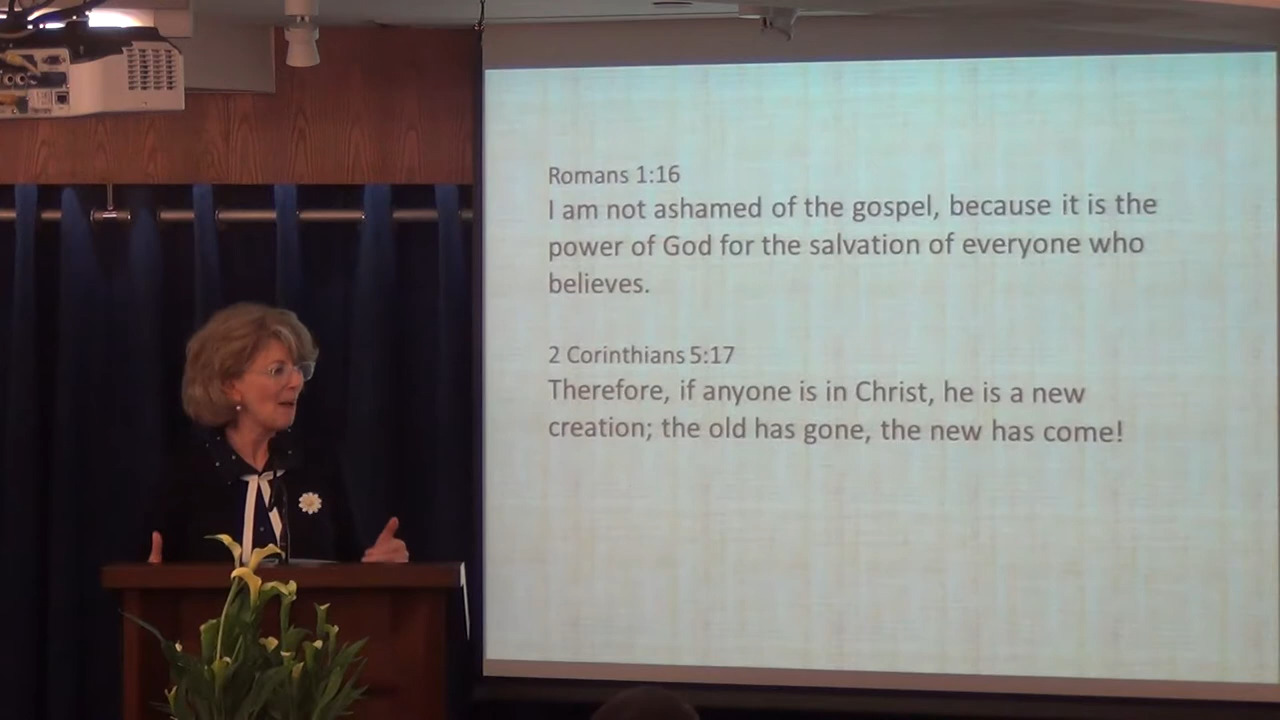 Romans 1:16
I am not ashamed of the gospel, because it is the
power of God for the salvation of everyone who
believes.
2 Corinthians 5:17
Therefore, if anyone is in Christ, he is a new
creation; the old has gone, the new has come!